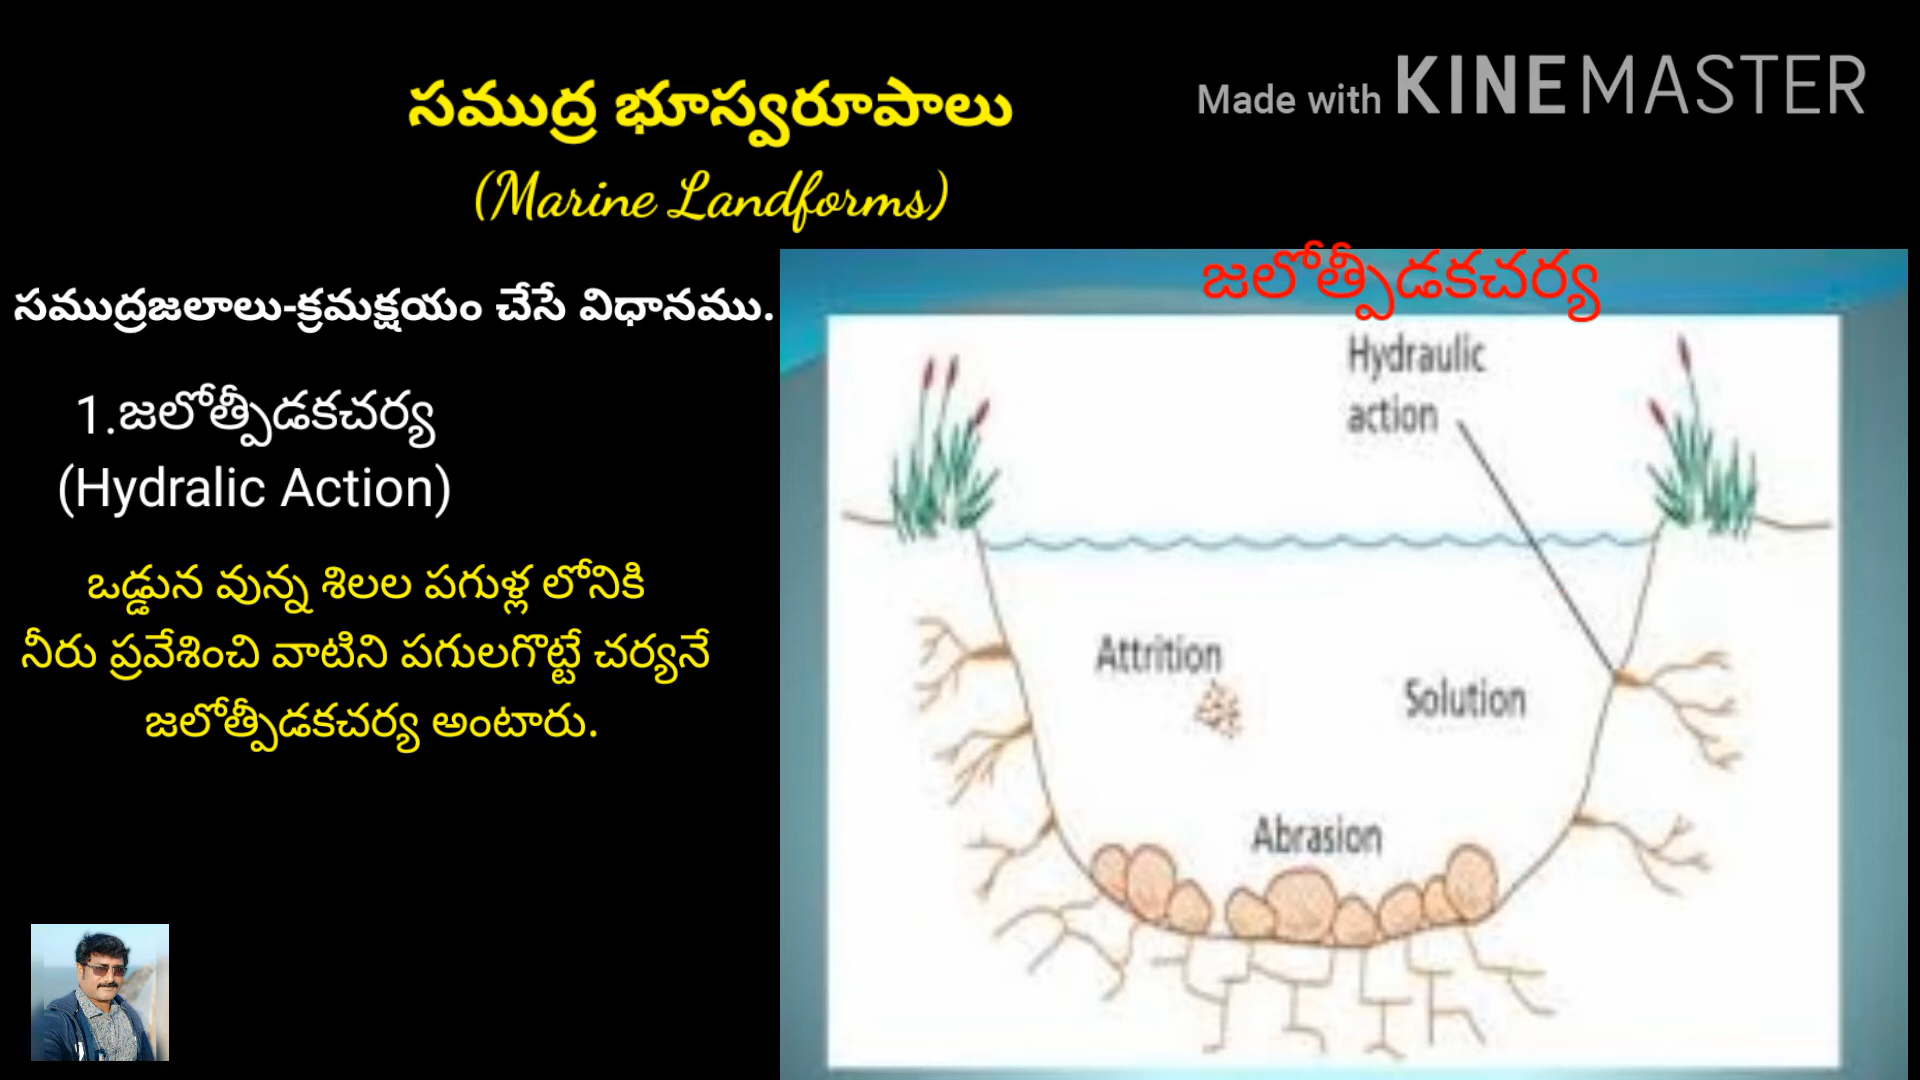 సముద్ర భూస్వరూపాలు
Made with KINEMASTER
(Marine Landforms)
సముద్రజలాలు-క్రమక్షయం చేసే విధానము.
1.జలోత్పీడకచర్య
(Hydralic Action)
ఒడ్డున వున్న శిలల పగుళ్ల లోనికి
నీరు ప్రవేశించి వాటిని పగులగొట్టే చర్యనే
జలోత్పీడకచర్య అంటారు.
జలోత్పీడకచర్య
Hydraulic
action
Attrition
Solution
Abrasion